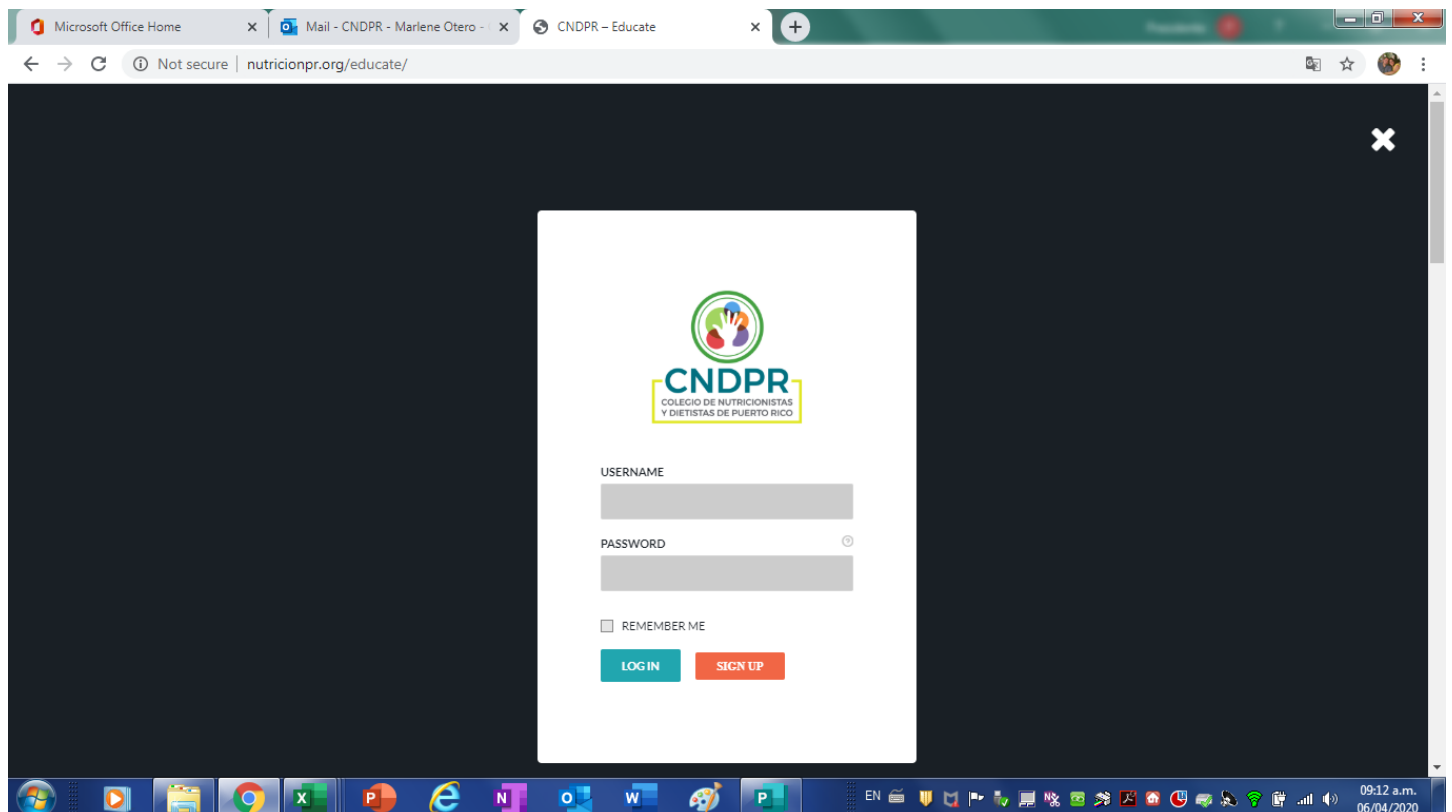 Microsoft Office Home
Mail - CNDPR - Marlene Otero -
CNDPR – Educate
Not secure | nutricionpr.org/educate/
CNDPR
COLEGIO DE NUTRICIONISTAS
Y DIETISTAS DE PUERTO RICO
USERNAME
PASSWORD
REMEMBER ME
LOG IN
SIGN UP
EN
09:12 a.m.
06/04/2020